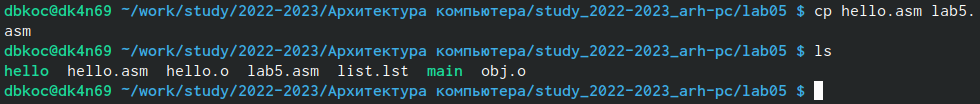 dbkoc@dk4n69 ~/work/study/2022-2023/Архитектура компьютера/study_2022-2023_arh-pc/lab05 $ cp hello.asm lab5.
asm
dbkoc@dk4n69 ~/work/study/2022-2023/Архитектура компьютера/study_2022-2023_arh-pc/lab05 $ ls
hello  hello.asm  hello.o  lab5.asm  list.lst  main  obj.o
dbkoc@dk4n69 ~/work/study/2022-2023/Архитектура компьютера/study_2022-2023_arh-pc/lab05 $